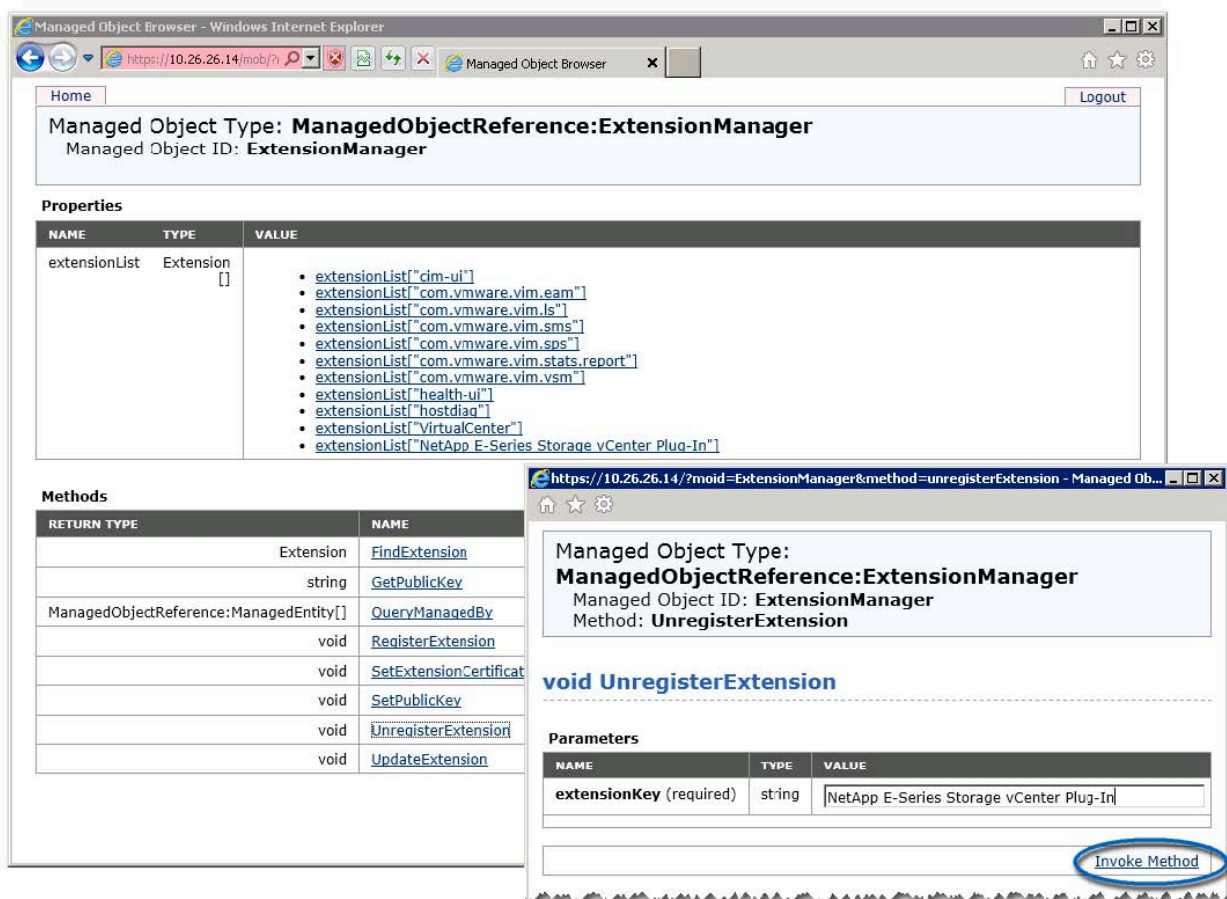 Managed Object Browser - Windows Internet Explorer
https://10.26.26.14/mob/?
Managed Object Browser
Home
Logout
Managed Object Type: ManagedObjectReference:ExtensionManager
Managed Object ID: ExtensionManager
Properties
NAME TYPE VALUE
extensionList Extension
[]
• extensionList["cim-ui"]
• extensionList["com.vmware.vim.eam"]
• extensionList["com.vmware.vim.ls"]
• extensionList["com.vmware.vim.sms"]
• extensionList["com.vmware.vim.sps"]
• extensionList["com.vmware.vim.stats.report"]
• extensionList["com.vmware.vim.vsm"]
• extensionList["health-ui"]
• extensionList["hostdiag"]
• extensionList["VirtualCenter"]
• extensionList["NetApp E-Series Storage vCenter Plug-In"]
Methods
RETURN TYPE NAME
Extension FindExtension
string GetPublicKey
ManagedObjectReference:ManagedEntity[] QueryManagedBy
void RegisterExtension
void SetExtensionCertificat
void SetPublicKey
void UnregisterExtension
void UpdateExtension
https://10.26.26.14/?moid=ExtensionManager&method=unregisterExtension - Managed Ob...
Managed Object Type:
ManagedObjectReference:ExtensionManager
Managed Object ID: ExtensionManager
Method: UnregisterExtension
void UnregisterExtension
Parameters
NAME TYPE VALUE
extensionKey (required) string NetApp E-Series Storage vCenter Plug-In
Invoke Method